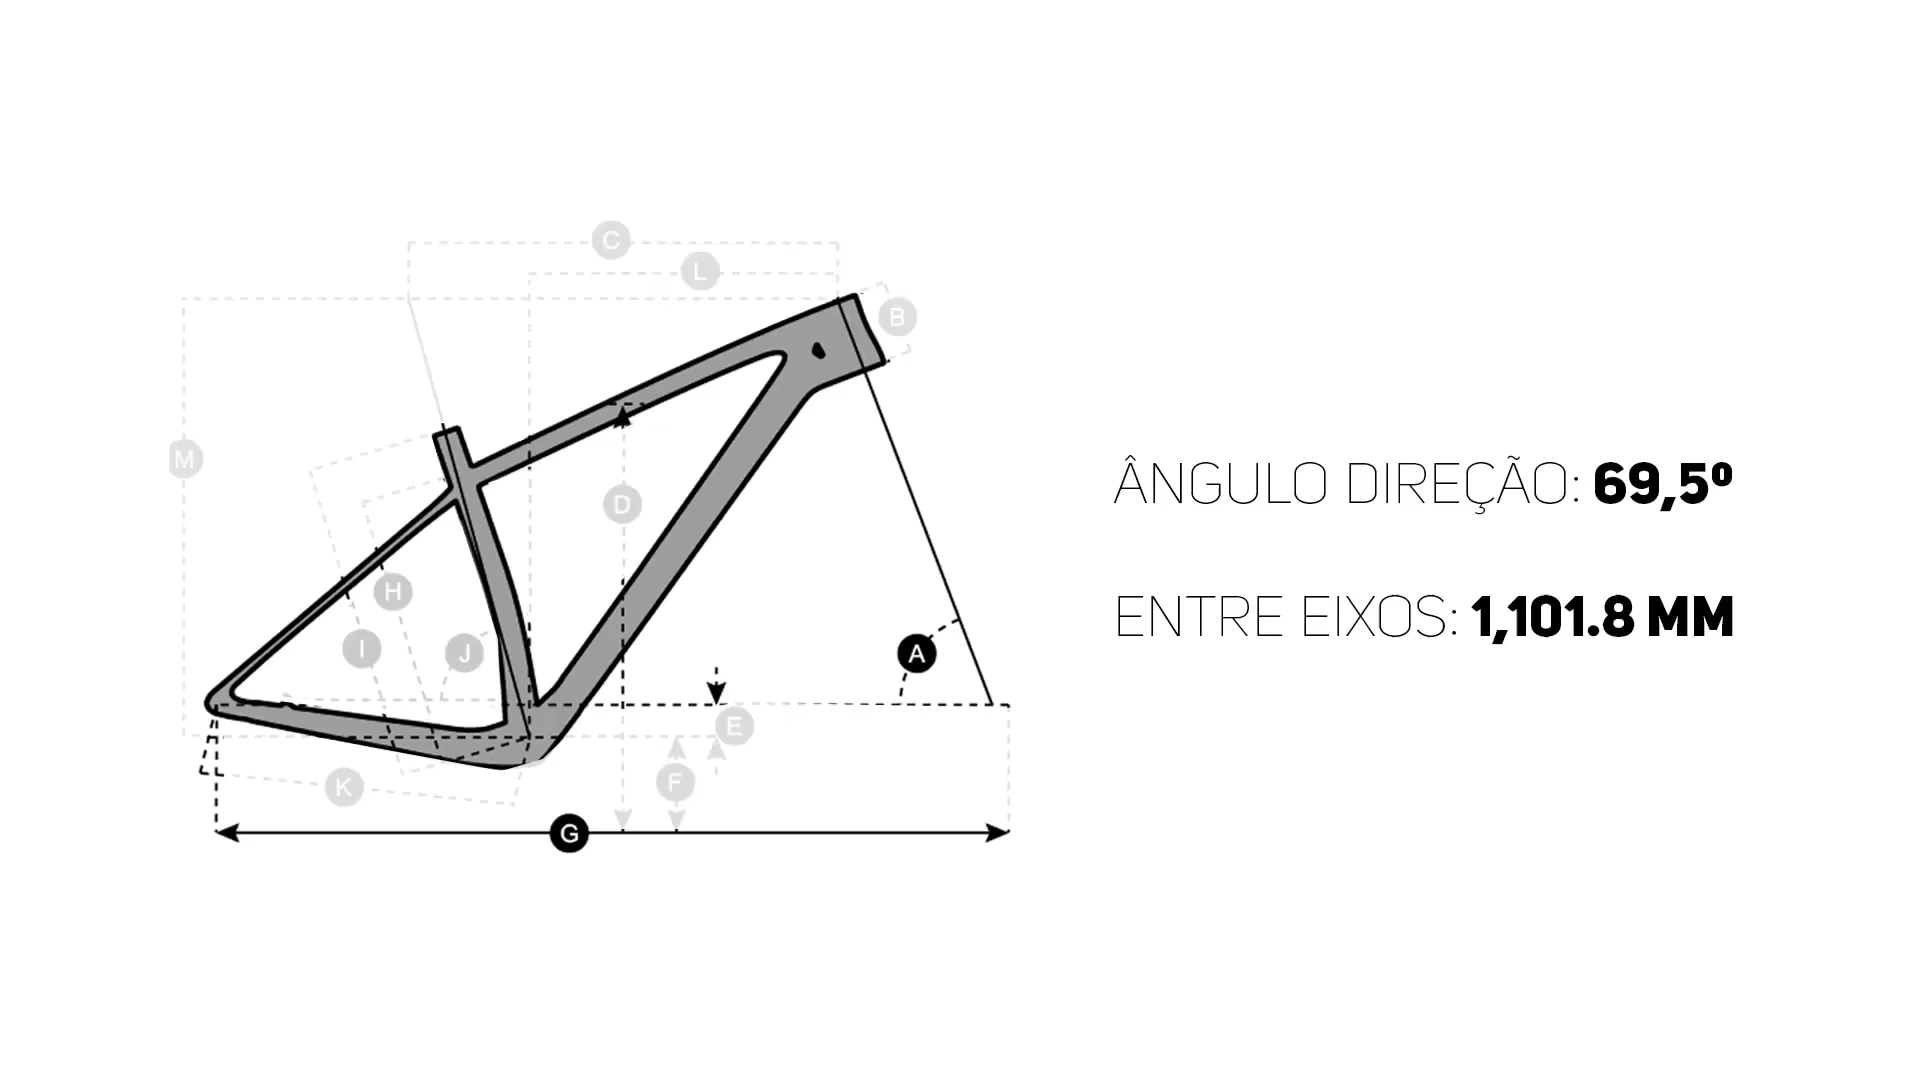 C
L
B
M
D
H
I
J
A
E
F
K
G
ÂNGULO DIREÇÃO: 69,5º
ENTRE EIXOS: 1,101.8 MM